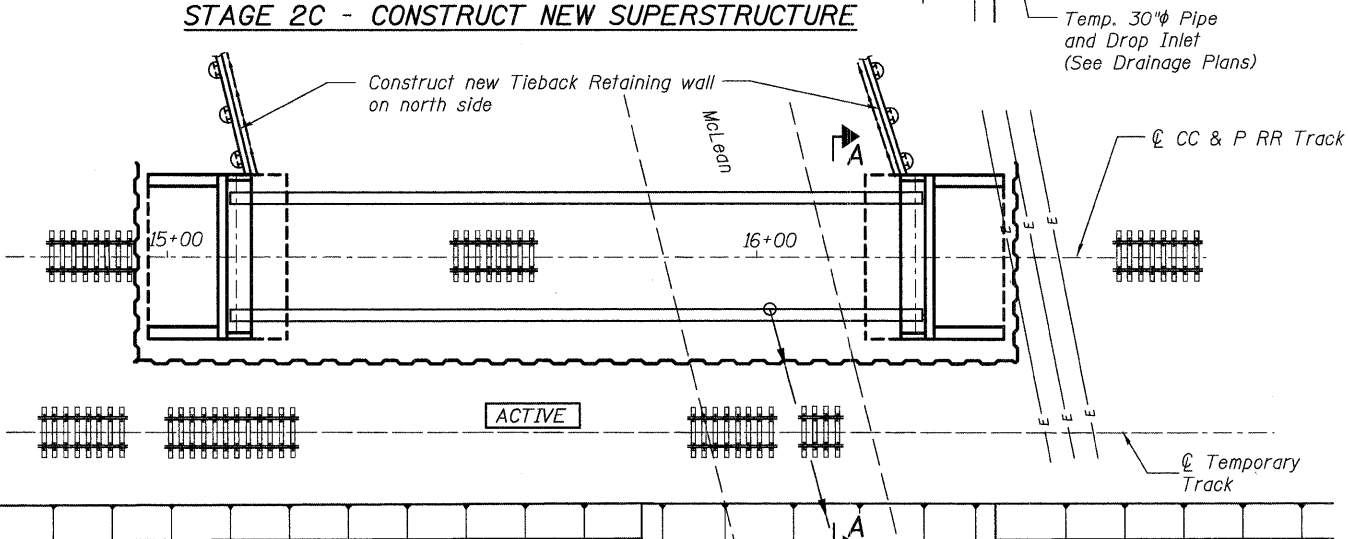 STAGE 2C - CONSTRUCT NEW SUPERSTRUCTURE
Temp. 30"ϕ Pipe
and Drop Inlet
(See Drainage Plans)
Construct new Tieback Retaining wall
on north side
McLean
A
℄ CC & P RR Track
15+00
16+00
E
E
E
ACTIVE
E
E
E
℄ Temporary
Track
A